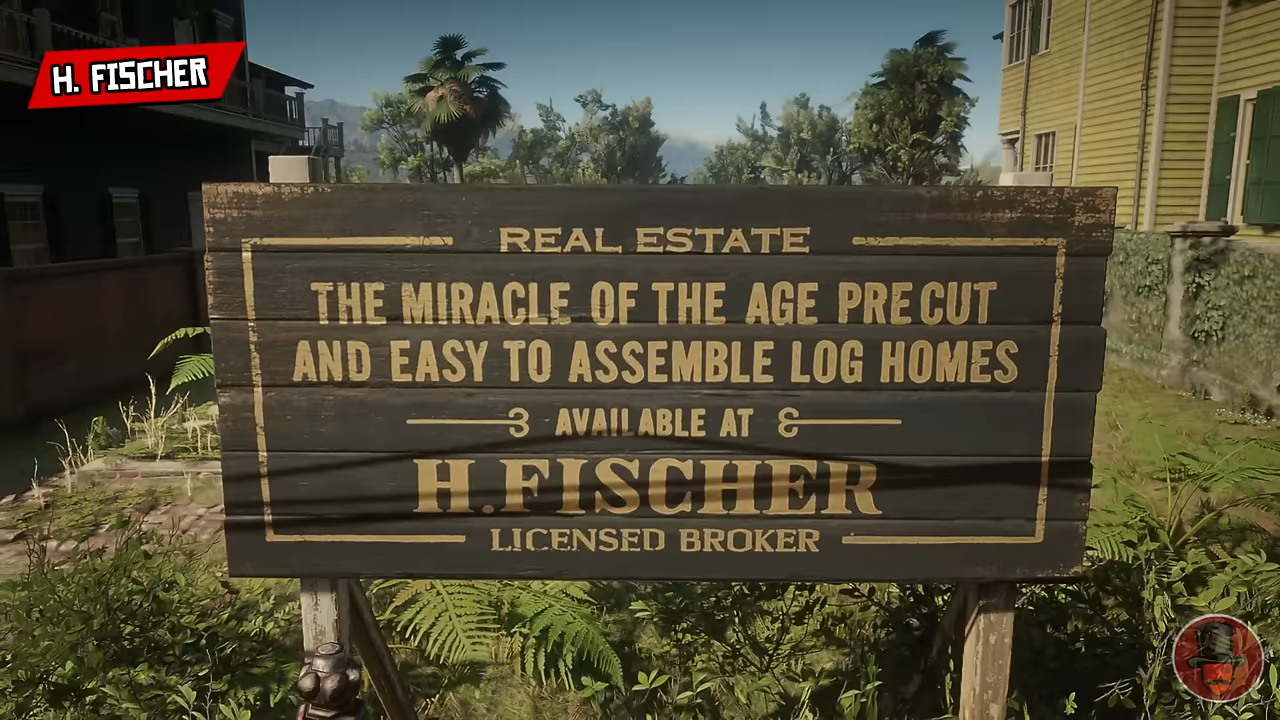 H. FISCHER
REAL ESTATE
THE MIRACLE OF THE AGE PRE CUT
AND EASY TO ASSEMBLE LOG HOMES
AVAILABLE AT
H.FISCHER
LICENSED BROKER